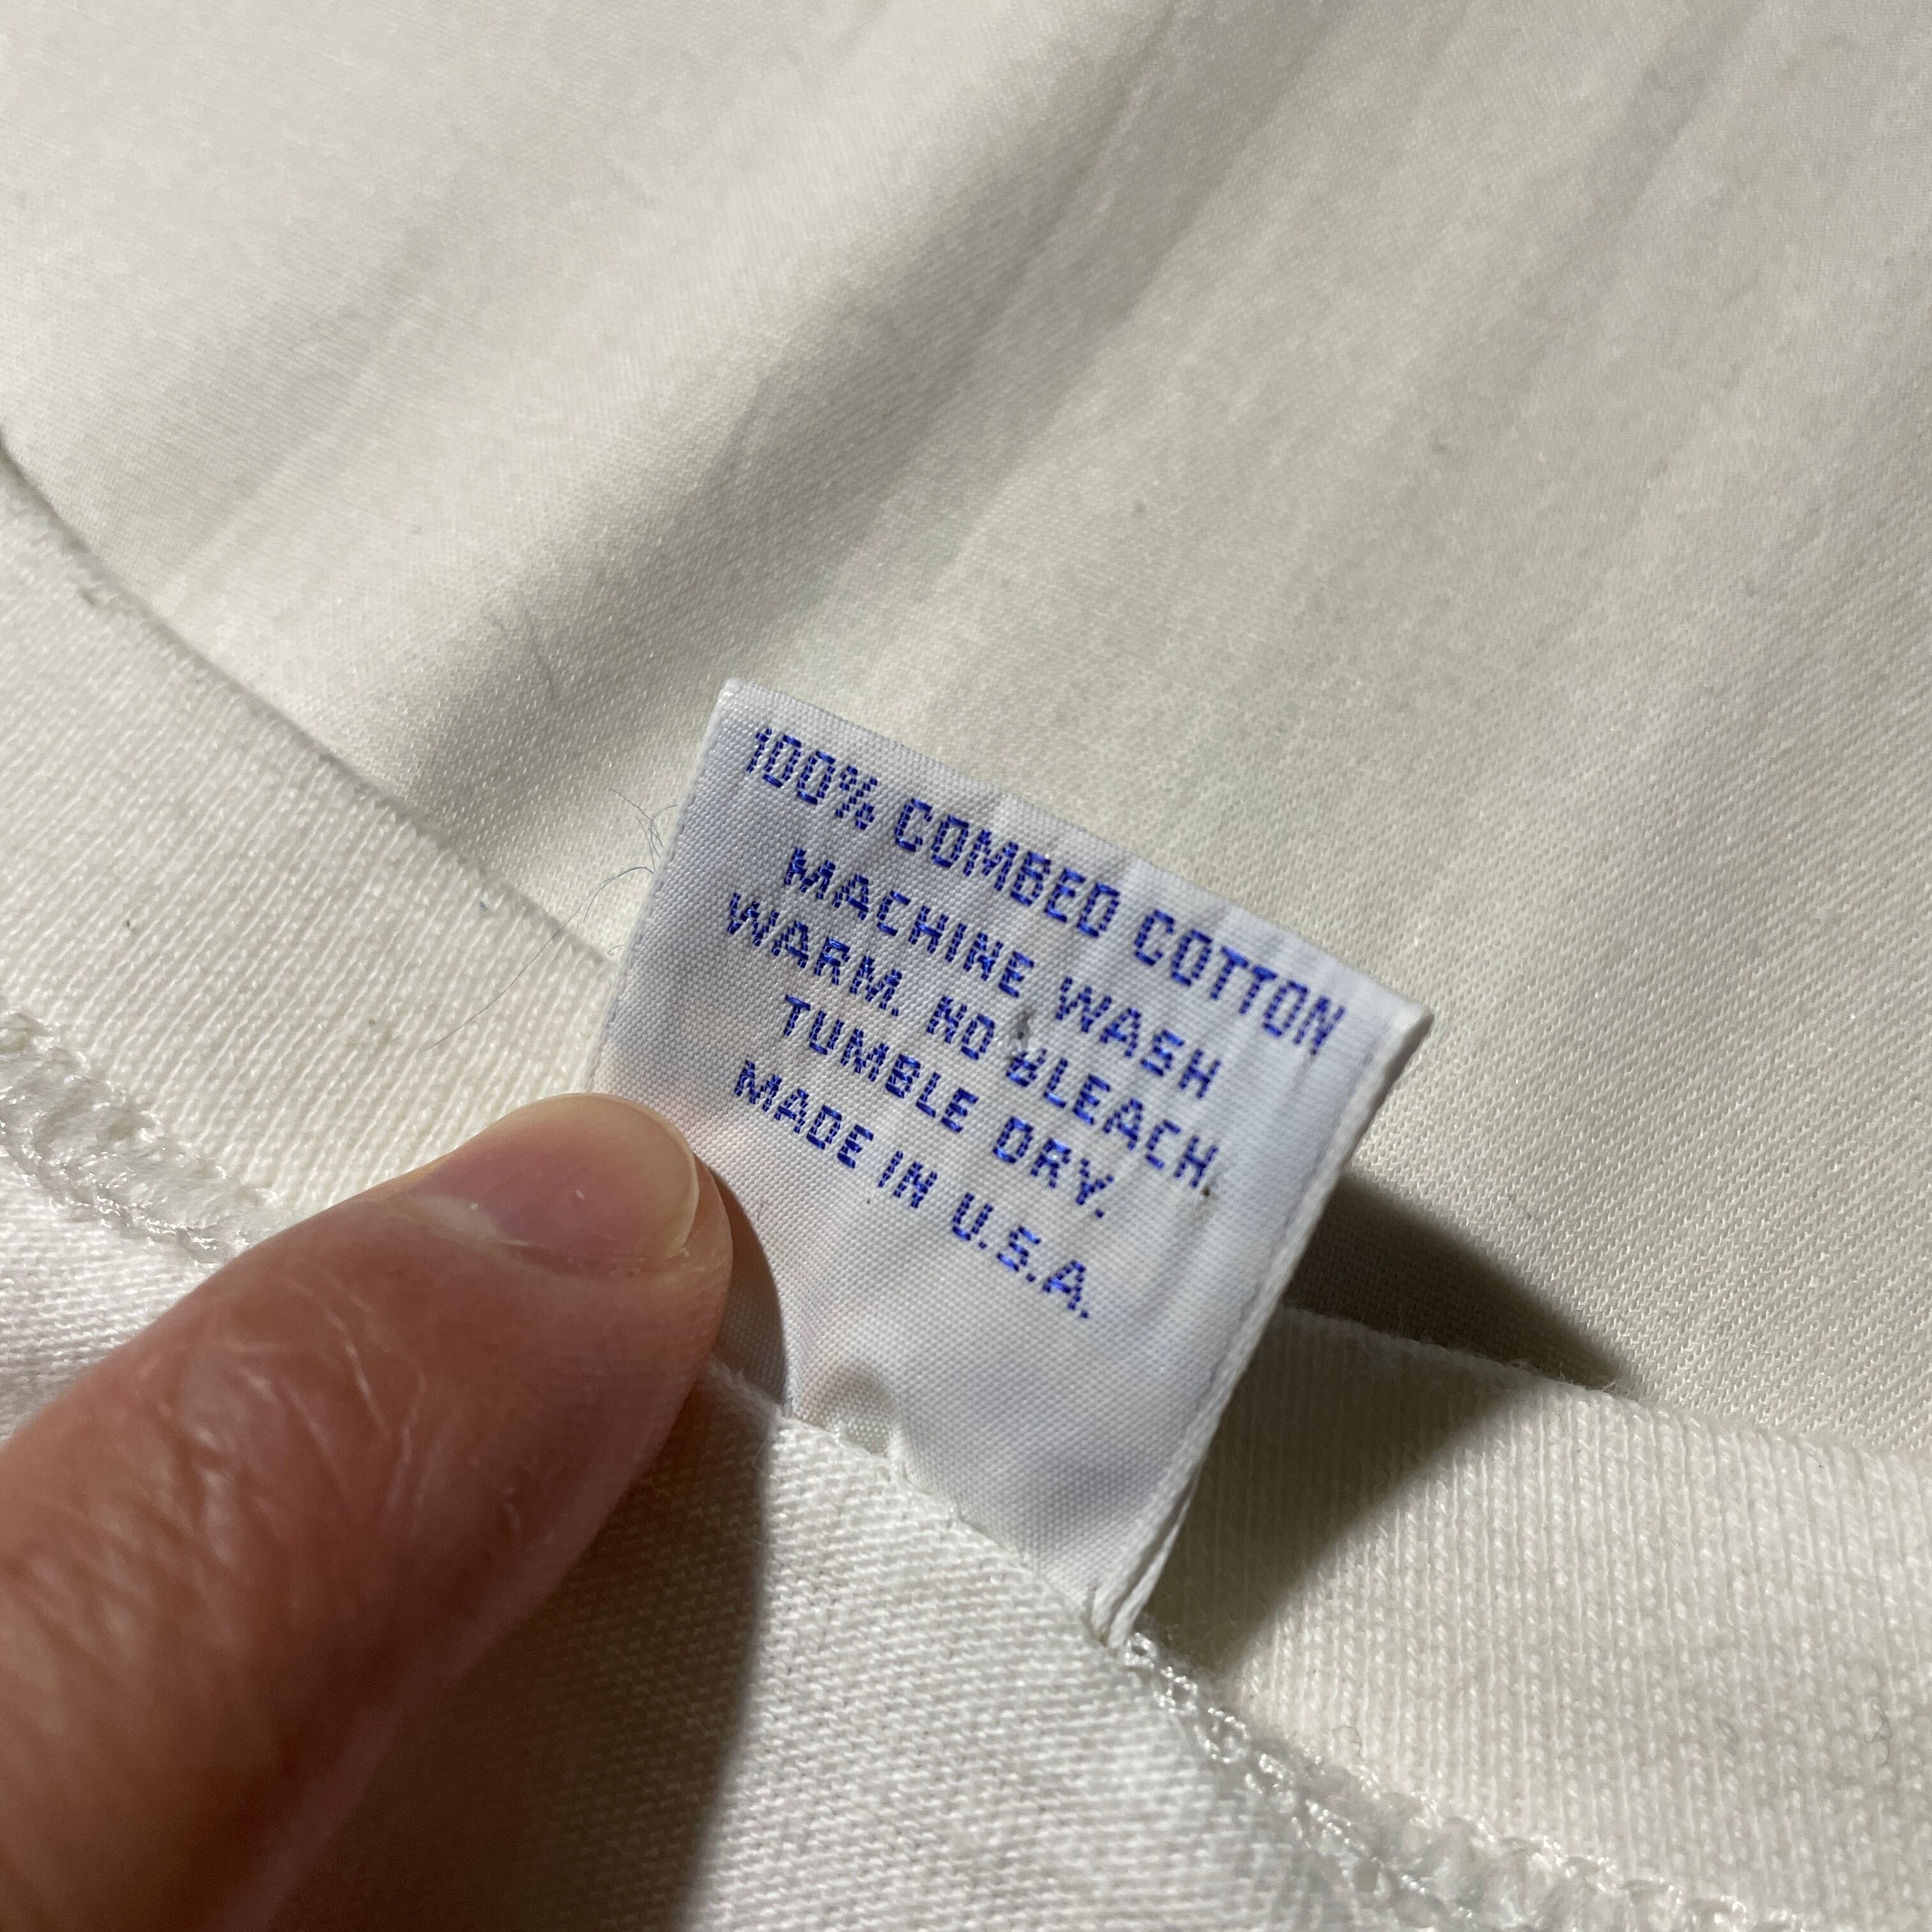 100% COMBED COTTON
MACHINE WASH
WARM. NO BLEACH.
TUMBLE DRY.
MADE IN U.S.A.